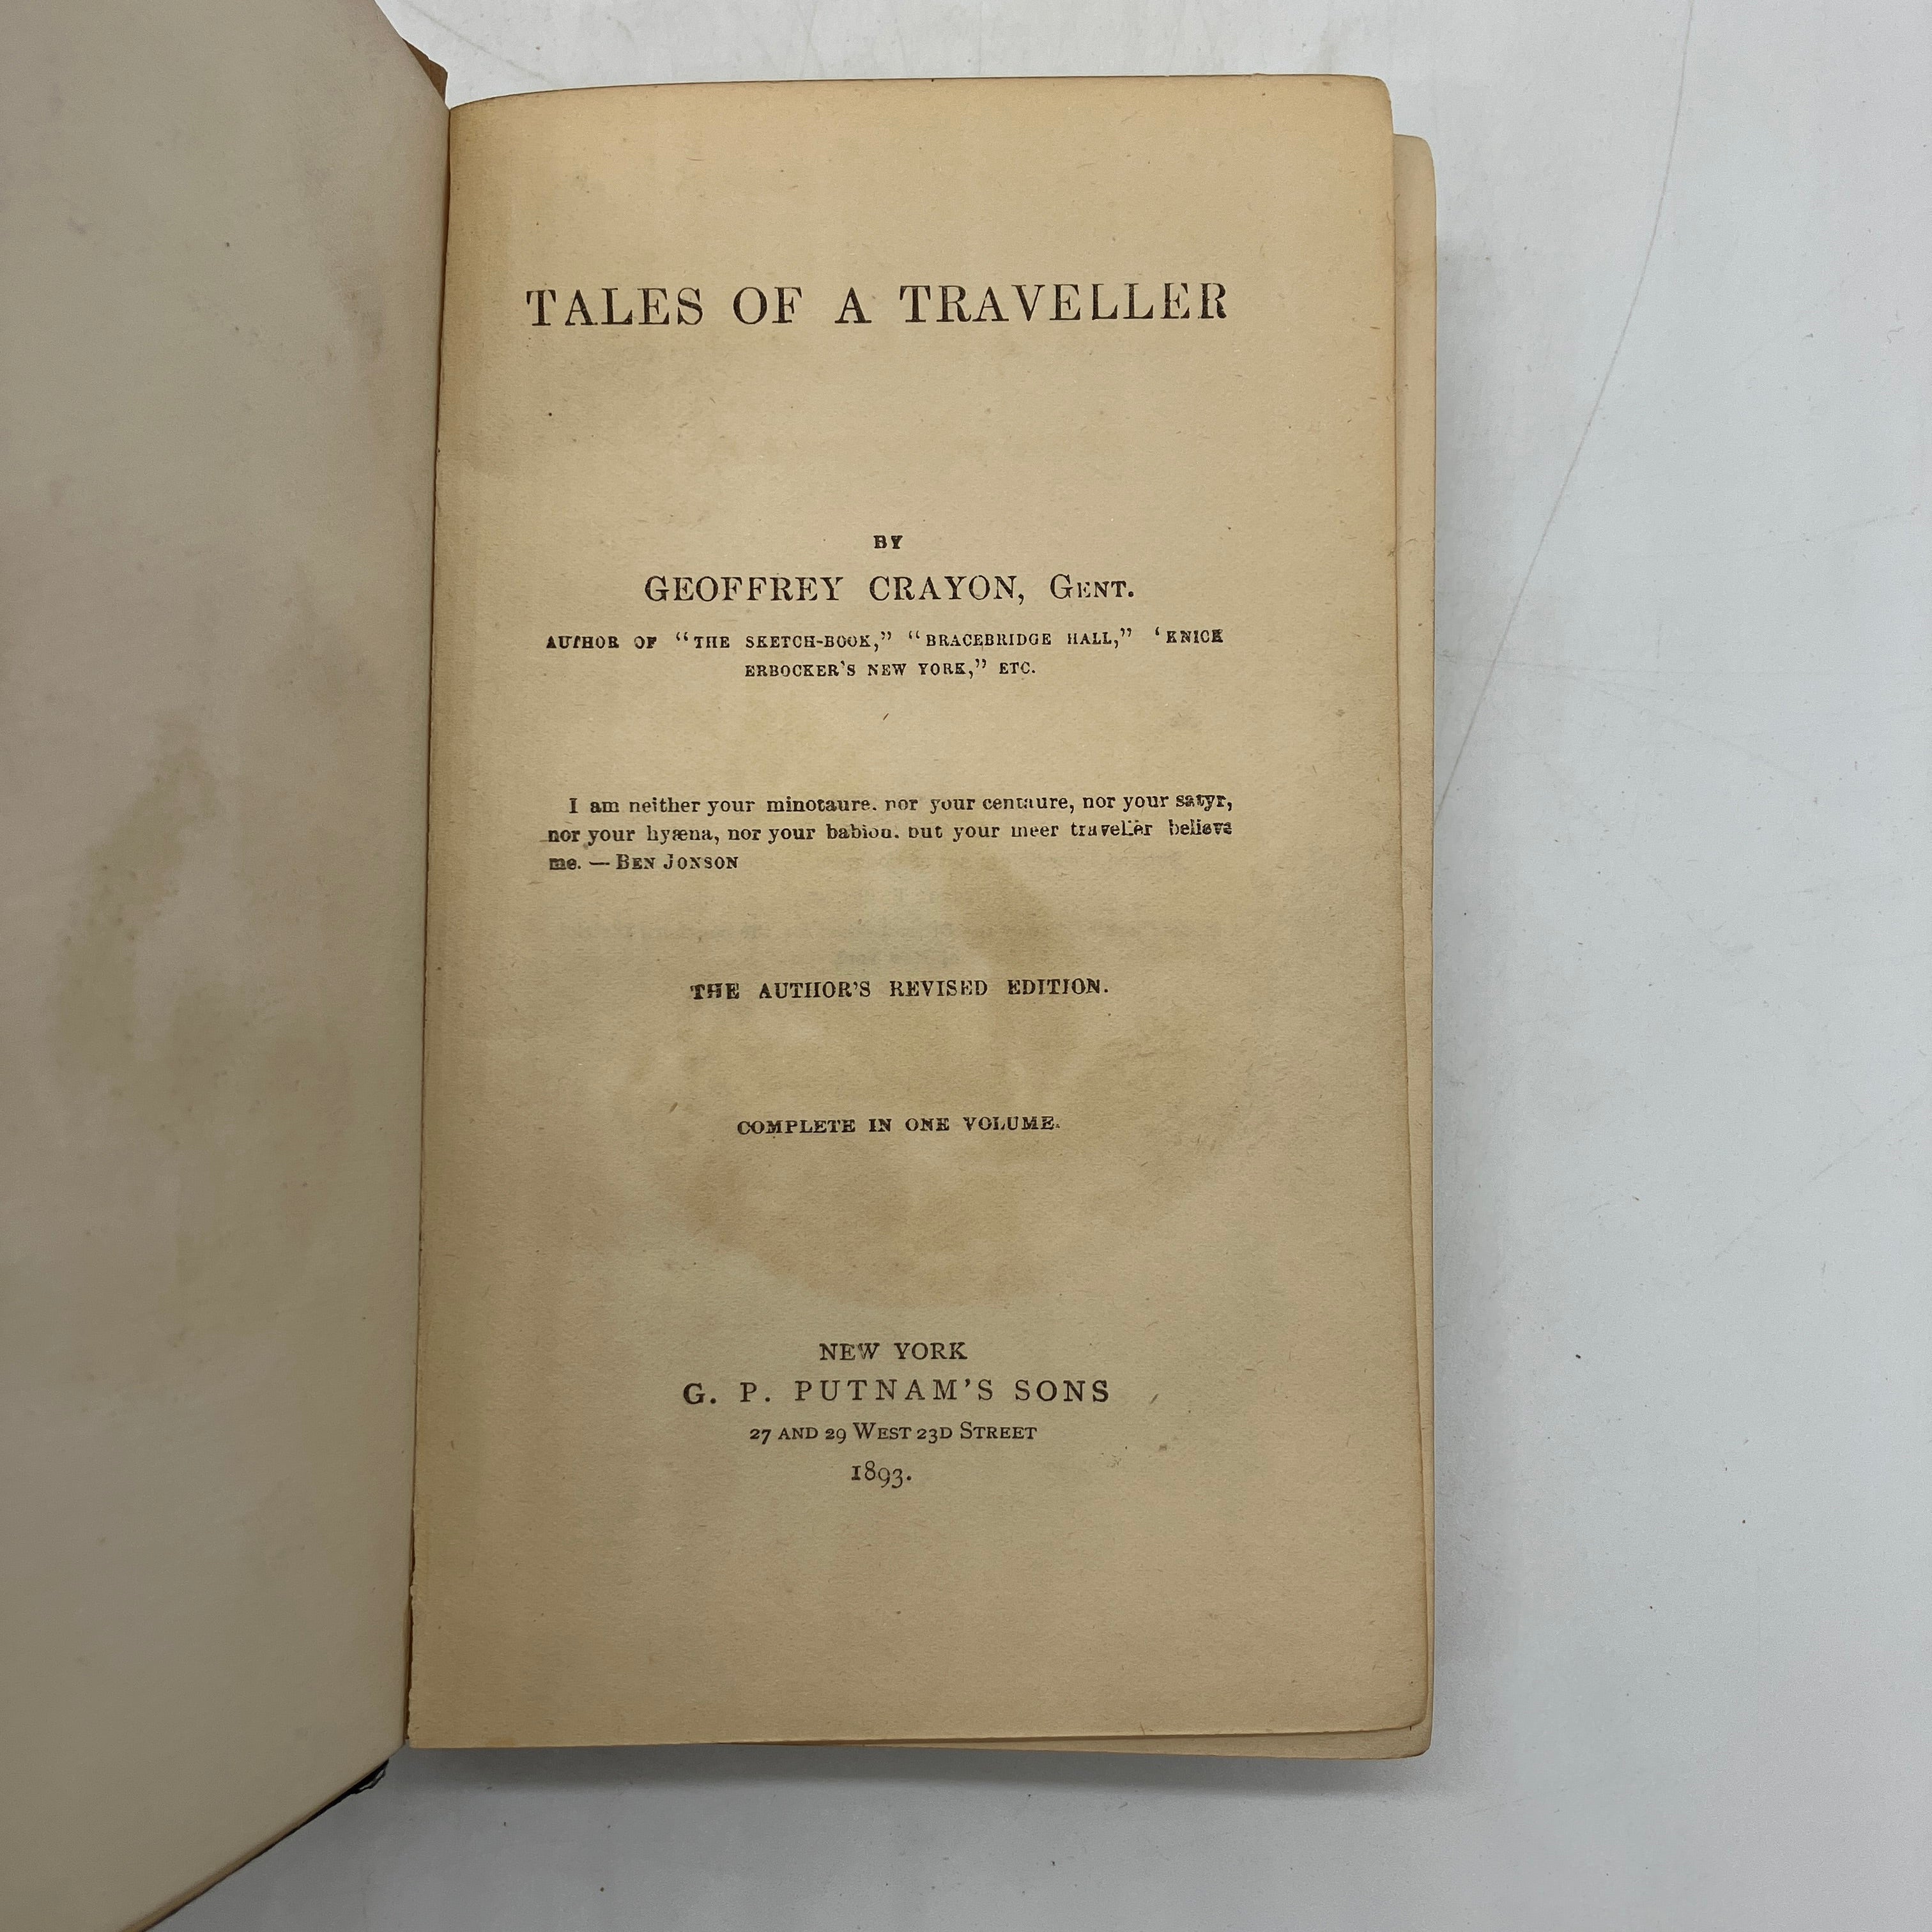 TALES OF A TRAVELLER
BY
GEOFFREY CRAYON, GENT.
AUTHOR OF “THE SKETCH-BOOK,” “BRACEBRIDGE HALL,” ‘KNICK
ERBOCKER’S NEW YORK,” ETC.
I am neither your minotaure. nor your centaure, nor your satyr,
nor your hyæna, nor your babion. but your meer traveller believe
me. — BEN JONSON
THE AUTHOR’S REVISED EDITION.
COMPLETE IN ONE VOLUME.
NEW YORK
G. P. PUTNAM’S SONS
27 AND 29 WEST 23D STREET
1893.